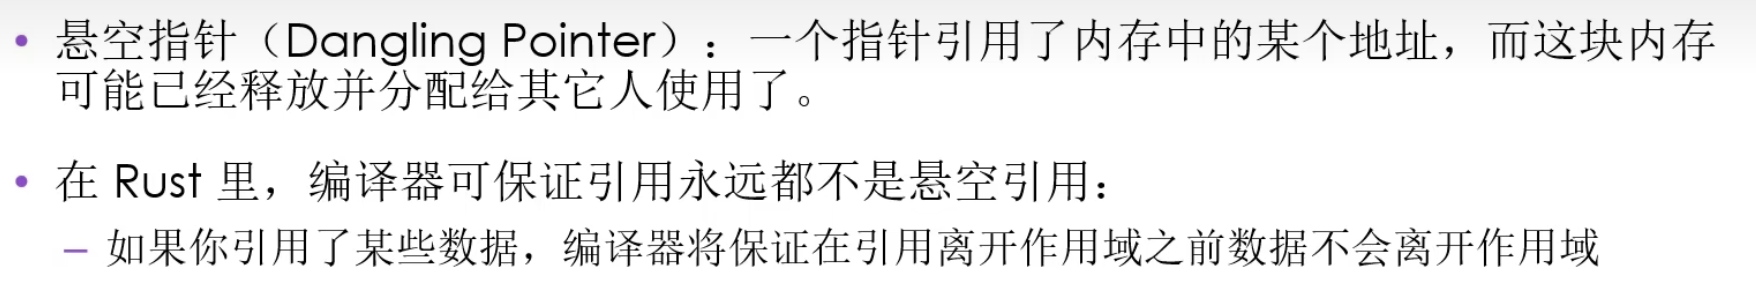 • 悬空指针（Dangling Pointer）：一个指针引用了内存中的某个地址，而这块内存
可能已经释放并分配给其它人使用了。
• 在 Rust 里，编译器可保证引用永远都不是悬空引用：
– 如果你引用了某些数据，编译器将保证在引用离开作用域之前数据不会离开作用域